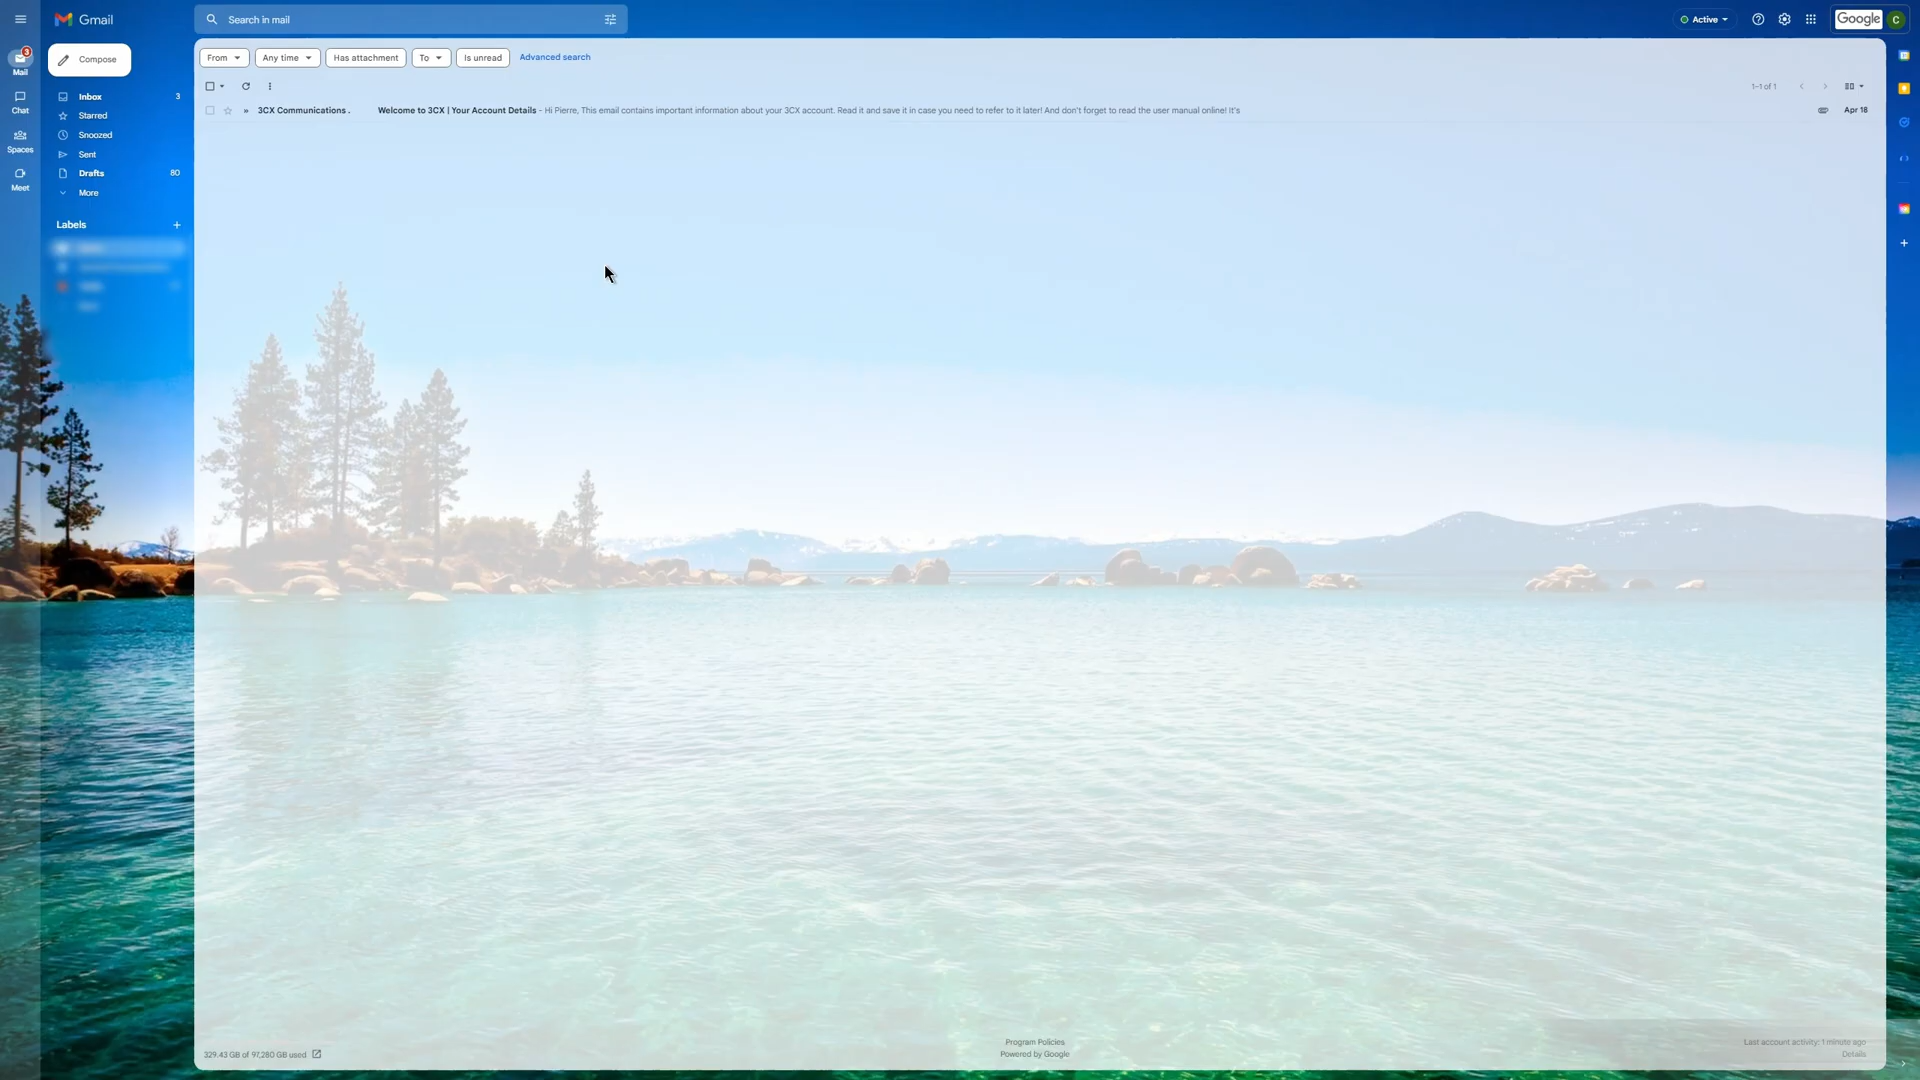 Gmail
Search in mail
Active
Google
C
3
Mail
Compose
Chat
Spaces
Meet
Inbox 3
Starred
Snoozed
Sent
Drafts 80
More
Labels
From Any time Has attachment To Is unread Advanced search
1–1 of 1
3CX Communications . Welcome to 3CX | Your Account Details - Hi Pierre, This email contains important information about your 3CX account. Read it and save it in case you need to refer to it later! And don't forget to read the user manual online! It's Apr 18
329.43 GB of 97,280 GB used
Program Policies
Powered by Google
Last account activity: 1 minute ago
Details